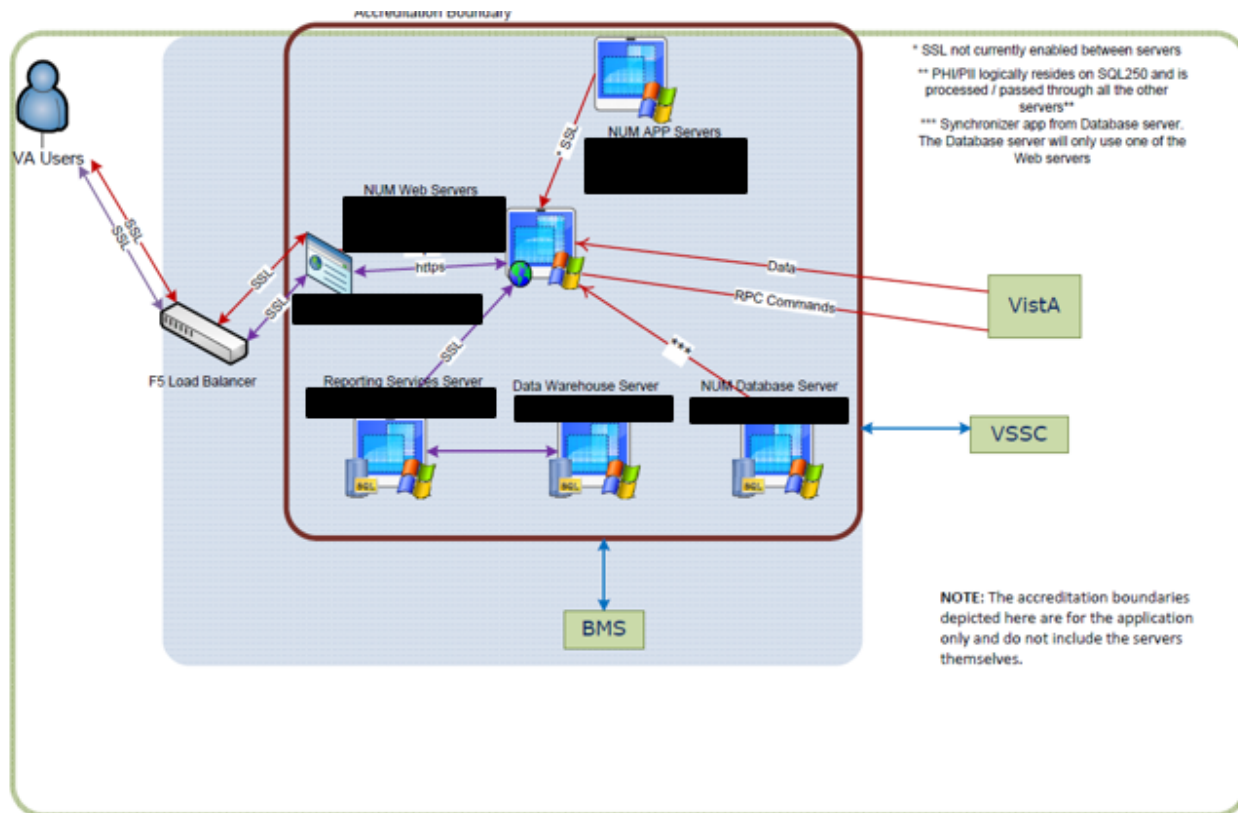 Accreditation Boundary
* SSL not currently enabled between servers
** PHI/PII logically resides on SQL250 and is
processed / passed through all the other
servers**
*** Synchronizer app from Database server.
The Database server will only use one of the
Web servers
VA Users
NUM APP Servers
* SSL
NUM Web Servers
SSL
SSL
SSL
SSL
https
Data
RPC Commands
VistA
F5 Load Balancer
SSL
***
Reporting Services Server
Data Warehouse Server
NUM Database Server
SQL
SQL
SQL
VSSC
BMS
NOTE: The accreditation boundaries
depicted here are for the application
only and do not include the servers
themselves.